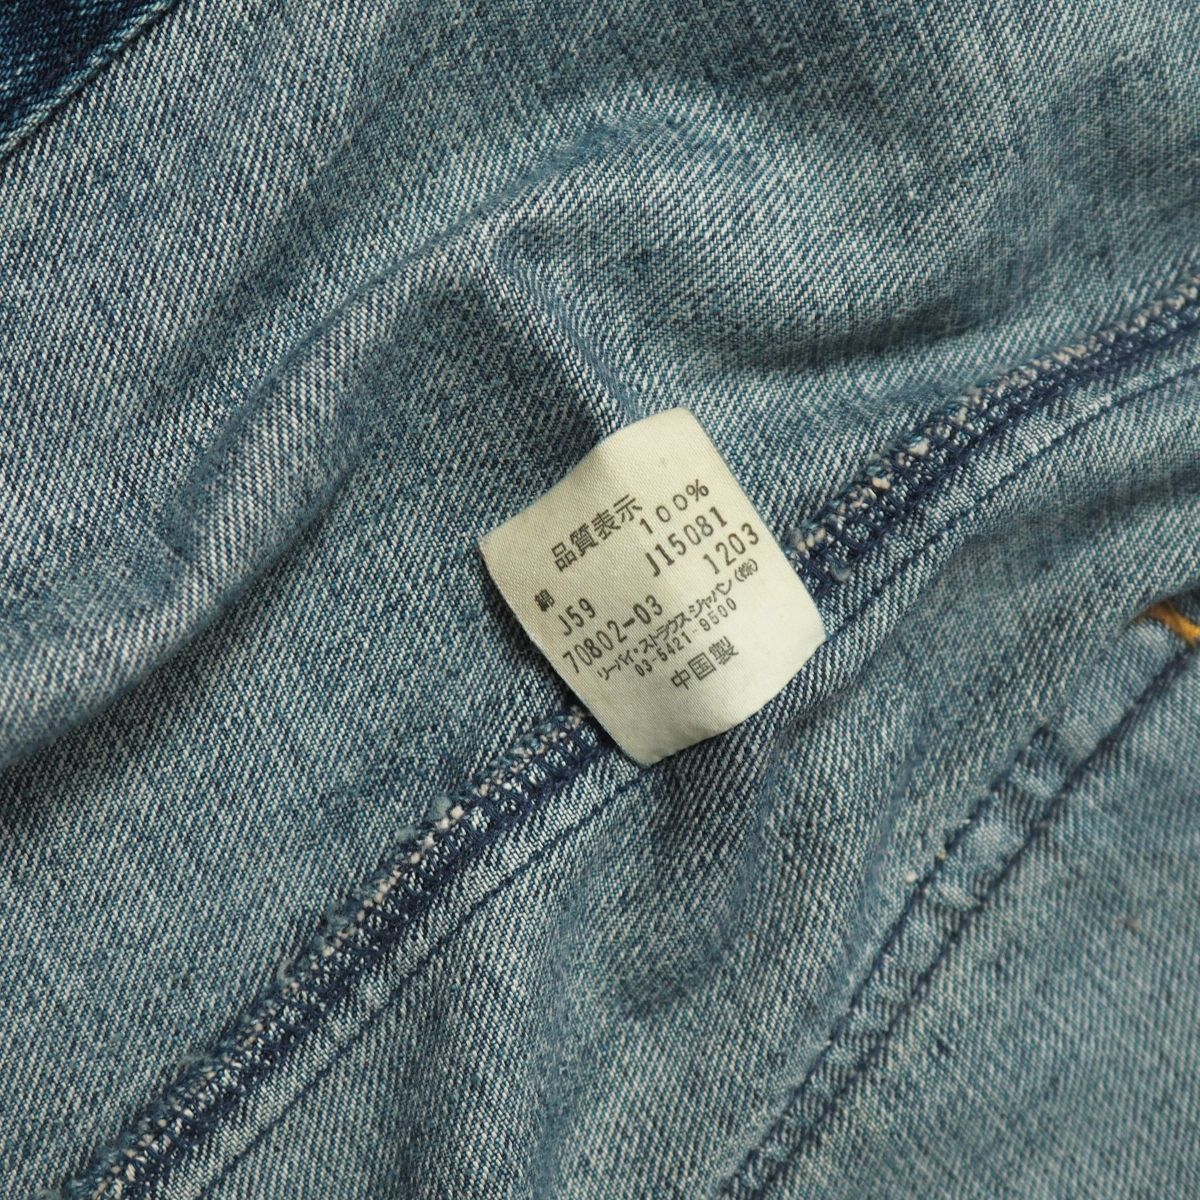 品質表示
綿 100%
J59 J15081
70802-03 1203
リーバイ・ストラウスジャパン(株)
03-5421-9500
中国製